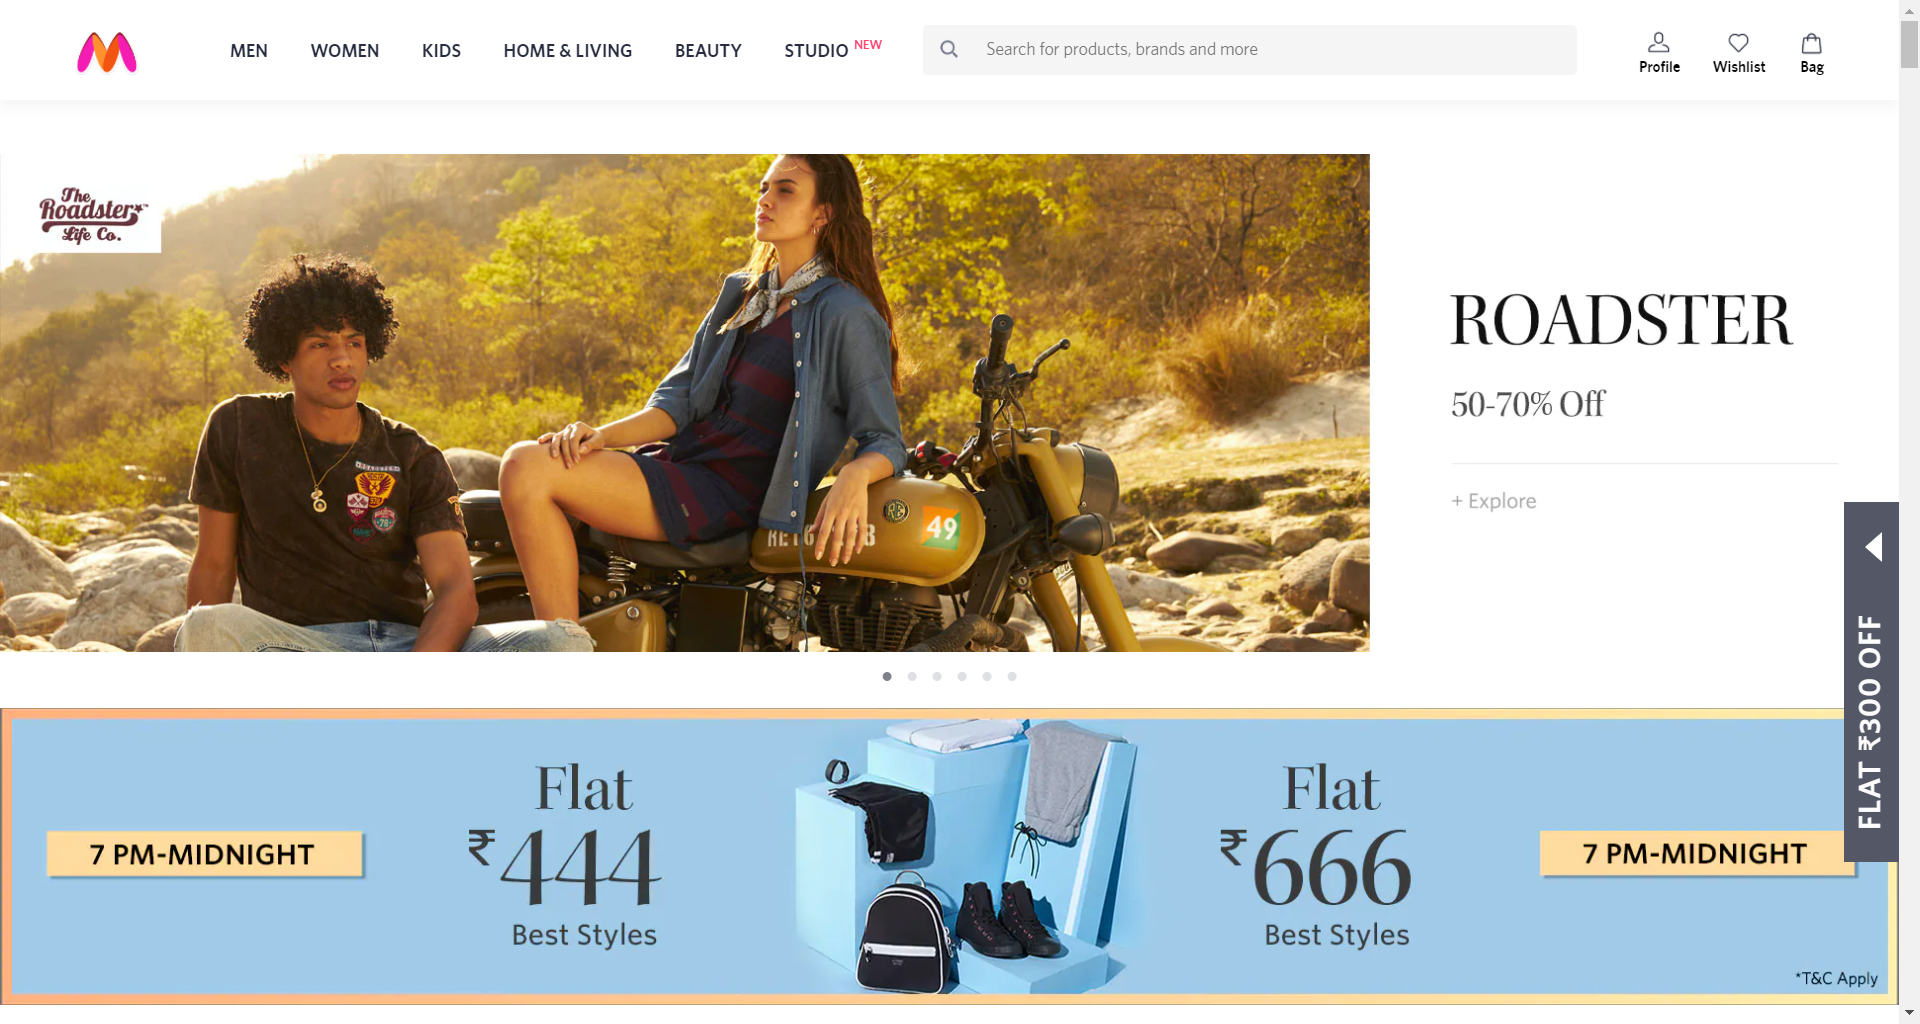 MEN WOMEN KIDS HOME & LIVING BEAUTY STUDIO NEW
Search for products, brands and more
Profile Wishlist Bag
The
Roadster
Life Co.
ROADSTER
50-70% Off
+ Explore
ROADSTER
49
FLAT ₹300 OFF
7 PM-MIDNIGHT
Flat
₹444
Best Styles
Flat
₹666
Best Styles
7 PM-MIDNIGHT
*T&C Apply